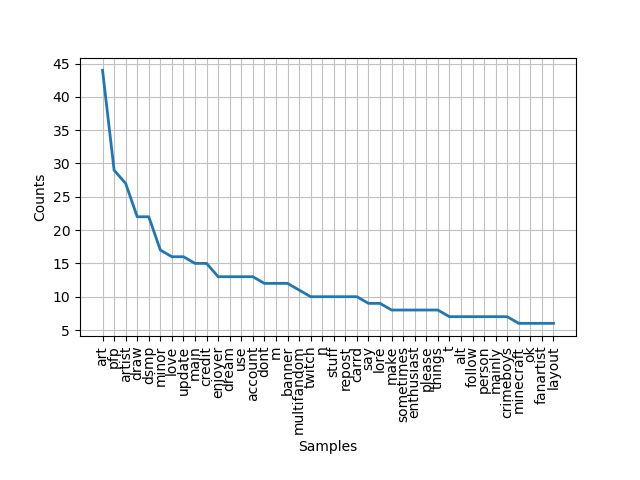 45
40
35
30
25
20
15
10
5
Counts
art
pfp
artist
draw
dsmp
minor
love
update
main
credit
enjoyer
dream
use
account
dont
m
banner
multifandom
twitch
n
stuff
repost
carrd
say
lore
make
sometimes
enthusiast
please
things
t
alt
follow
person
mainly
crimeboys
minecraft
ok
fanartist
layout
Samples